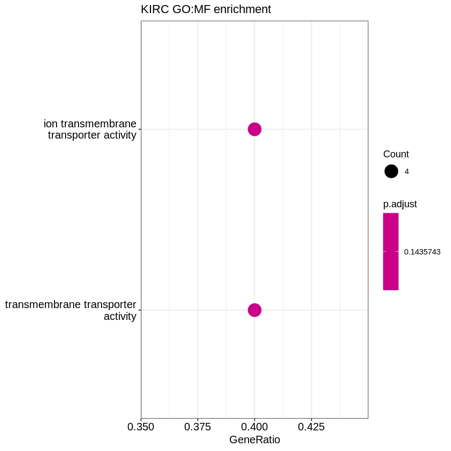 KIRC GO:MF enrichment
ion transmembrane
transporter activity
transmembrane transporter
activity
0.350 0.375 0.400 0.425
GeneRatio
Count
4
p.adjust
0.1435743